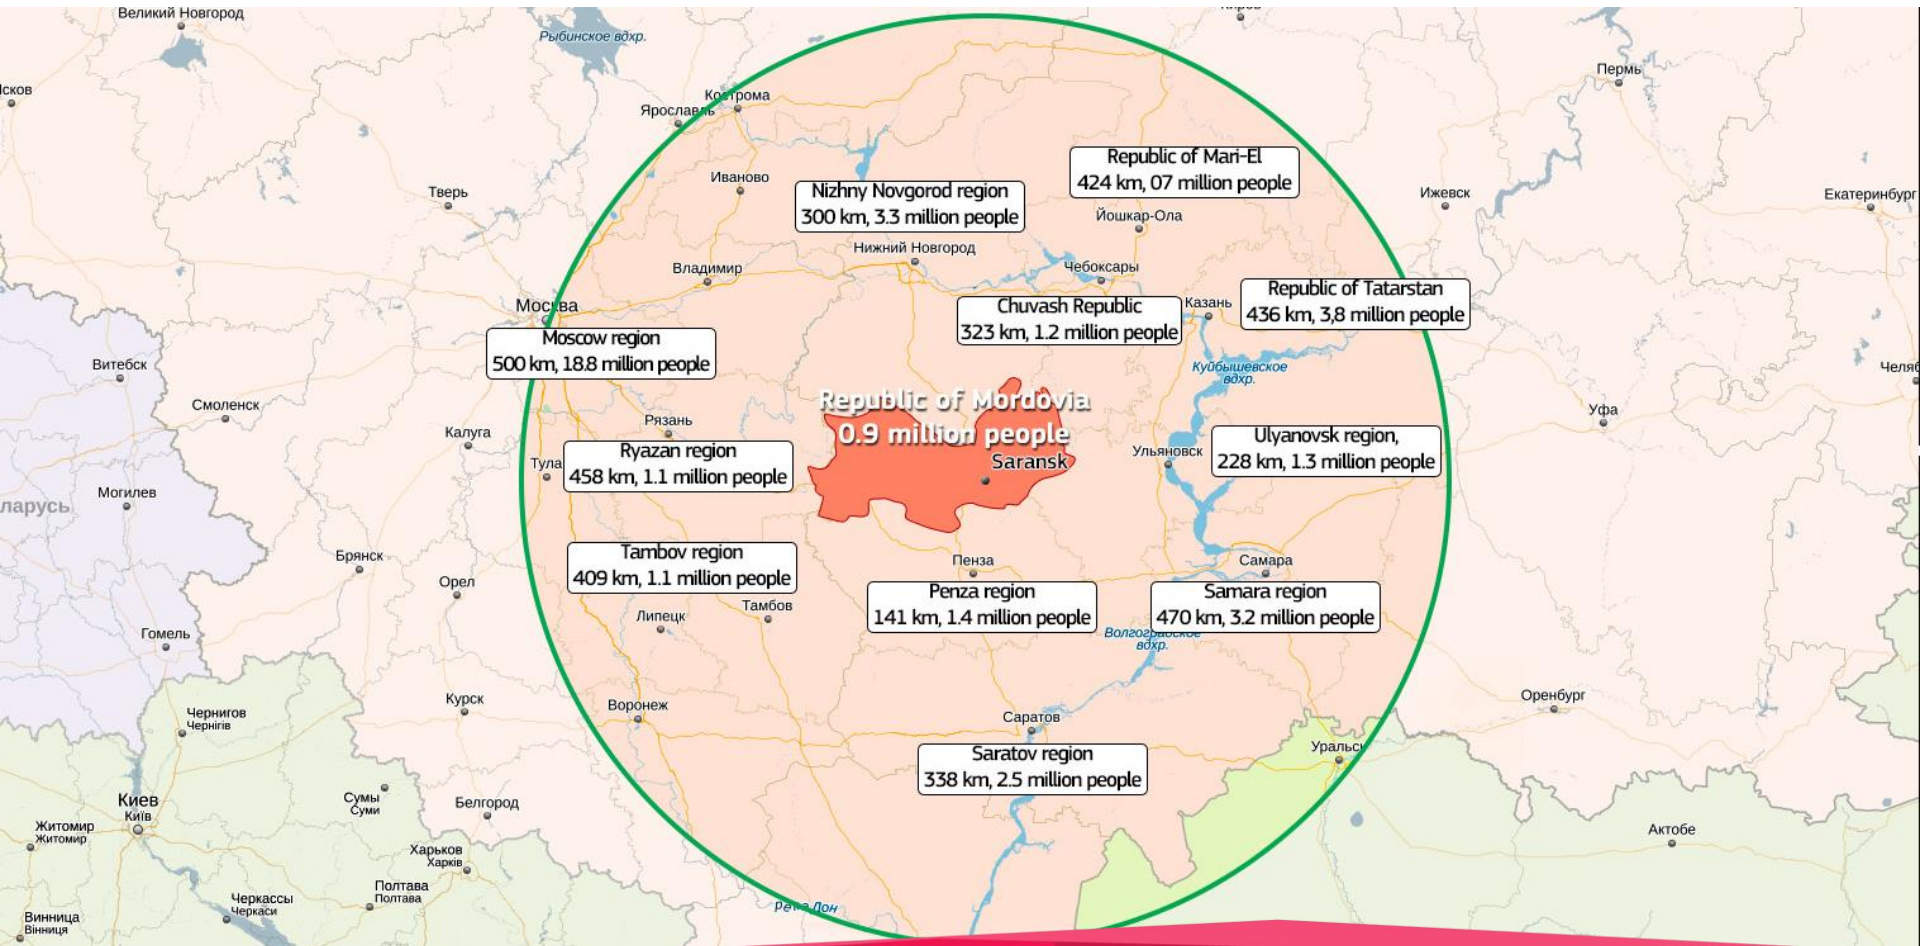 Великий Новгород
Рыбинское вдхр.
Киров
Пермь
сков
Кострома
Ярославль
Republic of Mari-El
424 km, 07 million people
Иваново
Тверь
Nizhny Novgorod region
300 km, 3.3 million people
Ижевск
Екатеринбург
Йошкар-Ола
Нижний Новгород
Владимир
Чебоксары
Москва
Chuvash Republic
323 km, 1.2 million people
Казань
Republic of Tatarstan
436 km, 3,8 million people
Moscow region
500 km, 18.8 million people
Витебск
Куйбышевское
вдхр.
Челяб
Смоленск
Republic of Mordovia
0.9 million people
Saransk
Рязань
Калуга
Уфа
Ryazan region
458 km, 1.1 million people
Тула
Ульяновск
Ulyanovsk region,
228 km, 1.3 million people
Могилев
ларусь
Брянск
Tambov region
409 km, 1.1 million people
Пенза
Самара
Орел
Penza region
141 km, 1.4 million people
Samara region
470 km, 3.2 million people
Липецк
Тамбов
Гомель
Волгоградское
вдхр.
Курск
Воронеж
Оренбург
Чернигов
Чернігів
Саратов
Saratov region
338 km, 2.5 million people
Уральск
Киев
Київ
Сумы
Суми
Белгород
Житомир
Житомир
Актобе
Харьков
Харків
Полтава
Полтава
Черкассы
Черкаси
река Дон
Винница
Вінниця